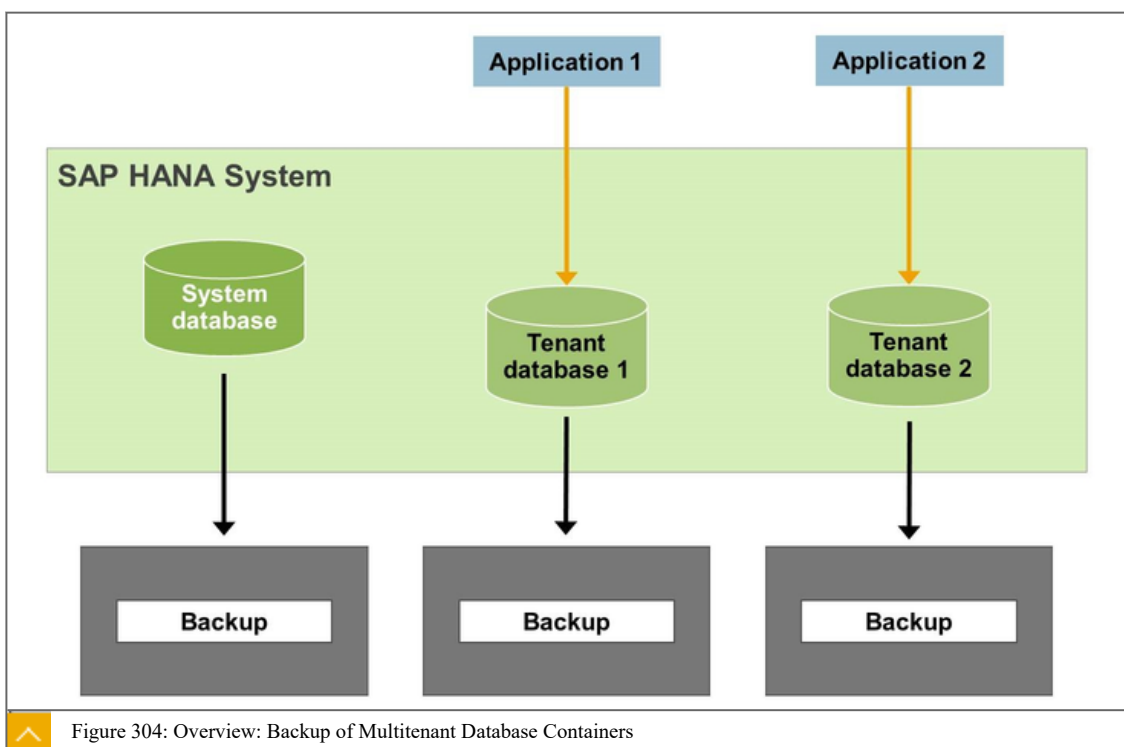 Application 1
Application 2
SAP HANA System
System
database
Tenant
database 1
Tenant
database 2
Backup
Backup
Backup
Figure 304: Overview: Backup of Multitenant Database Containers